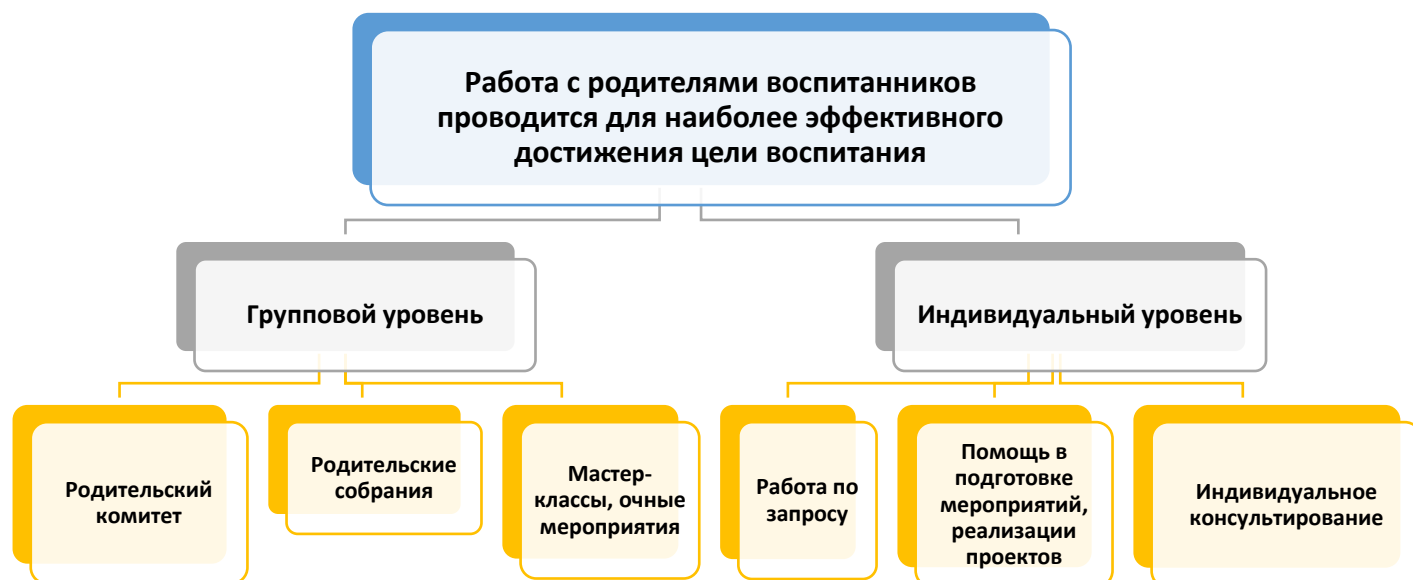 Работа с родителями воспитанников
проводится для наиболее эффективного
достижения цели воспитания
Групповой уровень
Индивидуальный уровень
Родительский
комитет
Родительские
собрания
Мастер-
классы, очные
мероприятия
Работа по
запросу
Помощь в
подготовке
мероприятий,
реализации
проектов
Индивидуальное
консультирование